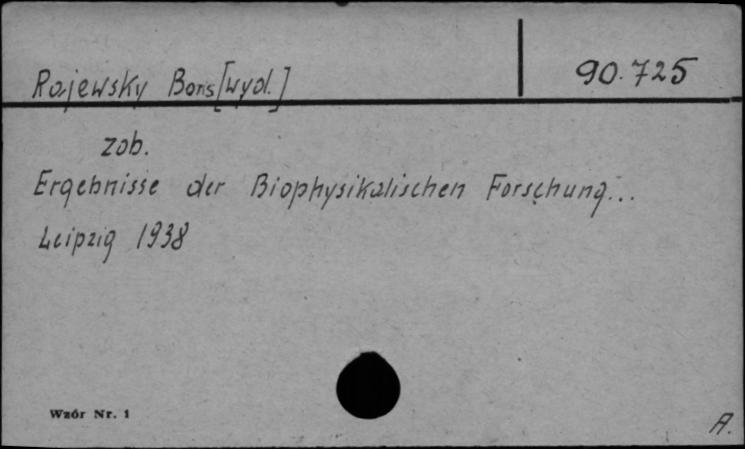 Rajewsky Boris [wyd.]
90.725
zob.
Ergebnisse der Biophysikalischen Forschung...
Leipzig 1938
Wzór Nr. 1
A.